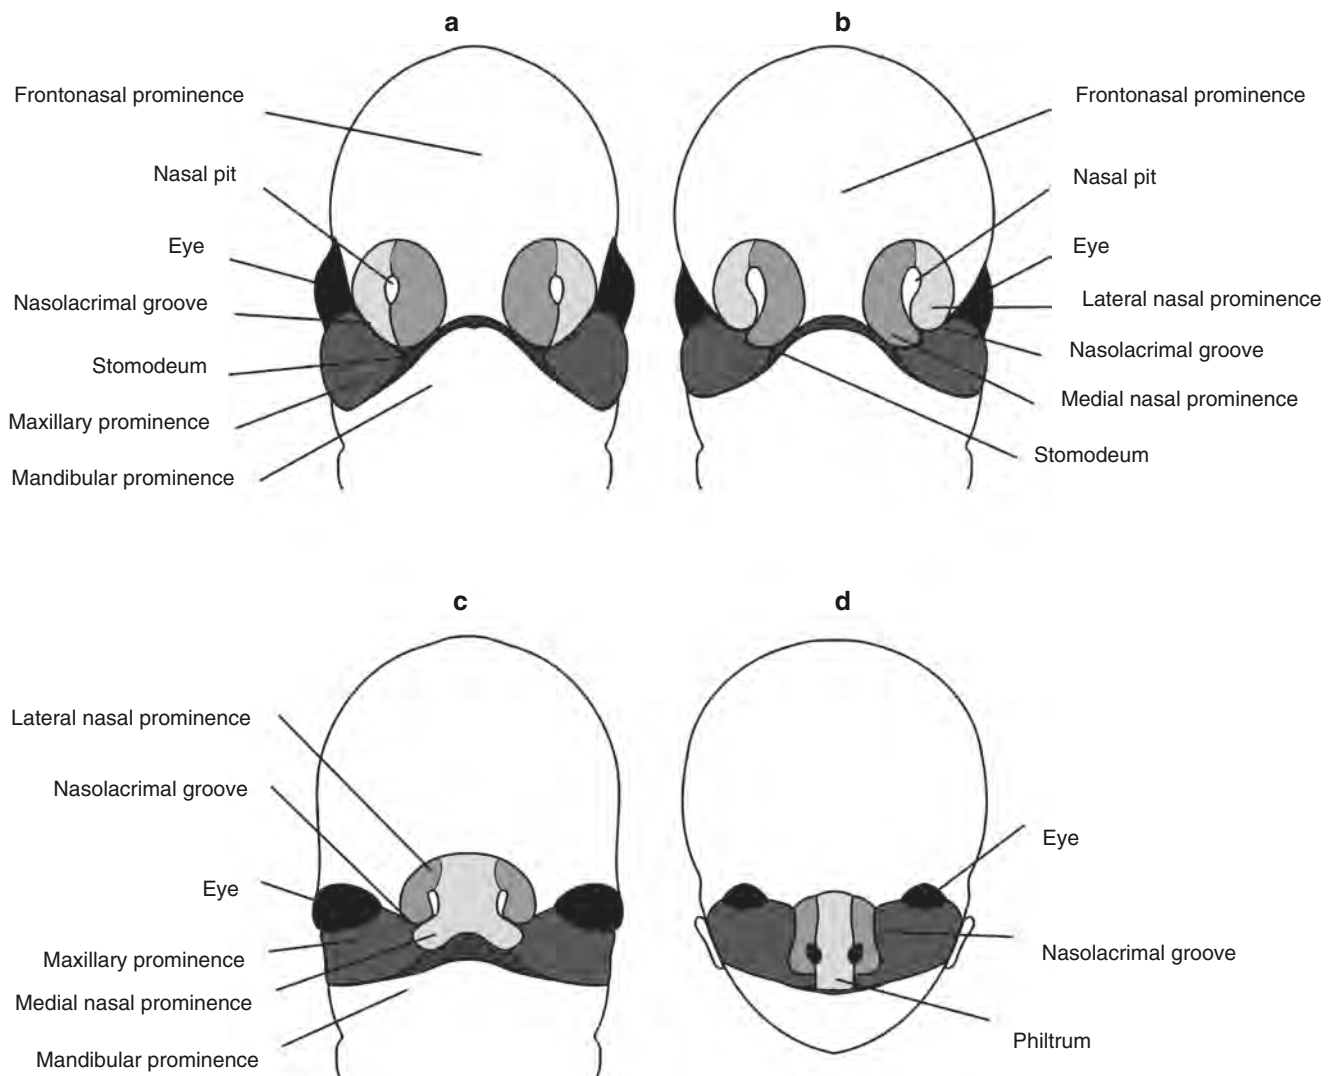 a
Frontonasal prominence
Nasal pit
Eye
Nasolacrimal groove
Stomodeum
Maxillary prominence
Mandibular prominence
b
Frontonasal prominence
Nasal pit
Eye
Lateral nasal prominence
Nasolacrimal groove
Medial nasal prominence
Stomodeum
c
Lateral nasal prominence
Nasolacrimal groove
Eye
Maxillary prominence
Medial nasal prominence
Mandibular prominence
d
Eye
Nasolacrimal groove
Philtrum